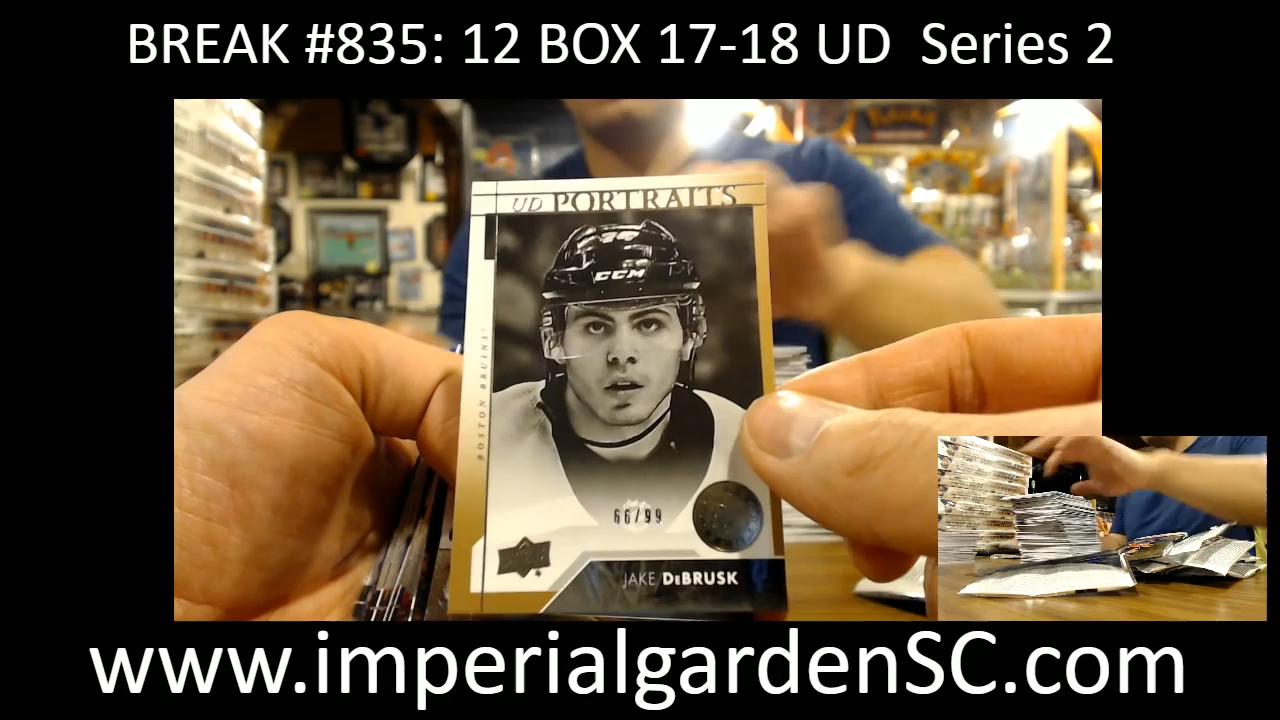 BREAK #835: 12 BOX 17-18 UD  Series 2
UD PORTRAITS
CCM
BOSTON BRUINS
66/99
JAKE DEBRUSK
www.imperialgardenSC.com